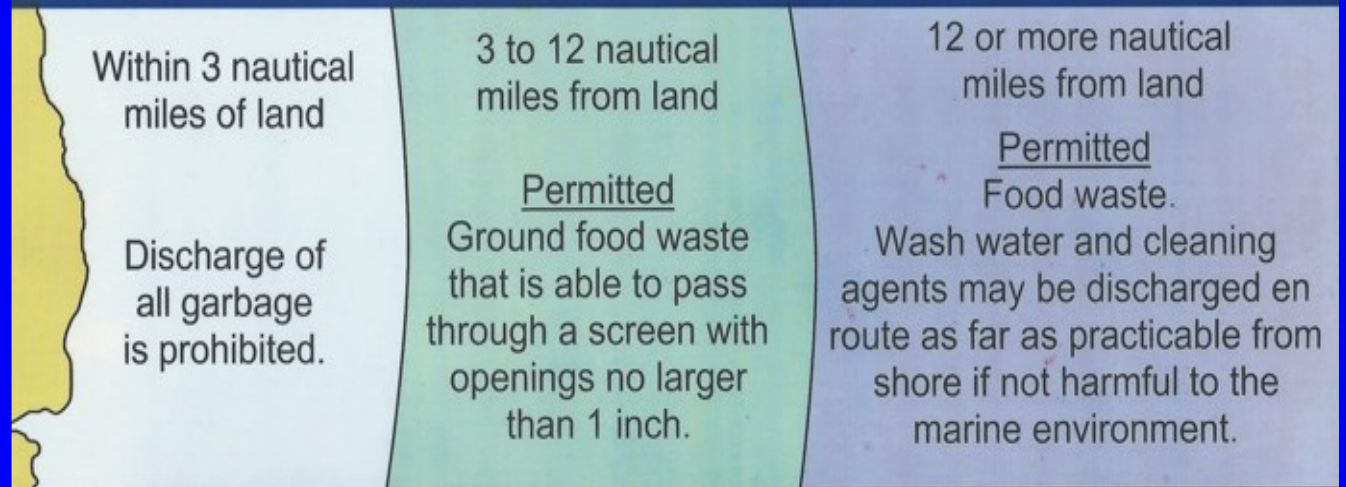 Within 3 nautical
miles of land
Discharge of
all garbage
is prohibited.
3 to 12 nautical
miles from land
Permitted
Ground food waste
that is able to pass
through a screen with
openings no larger
than 1 inch.
12 or more nautical
miles from land
Permitted
Food waste.
Wash water and cleaning
agents may be discharged en
route as far as practicable from
shore if not harmful to the
marine environment.